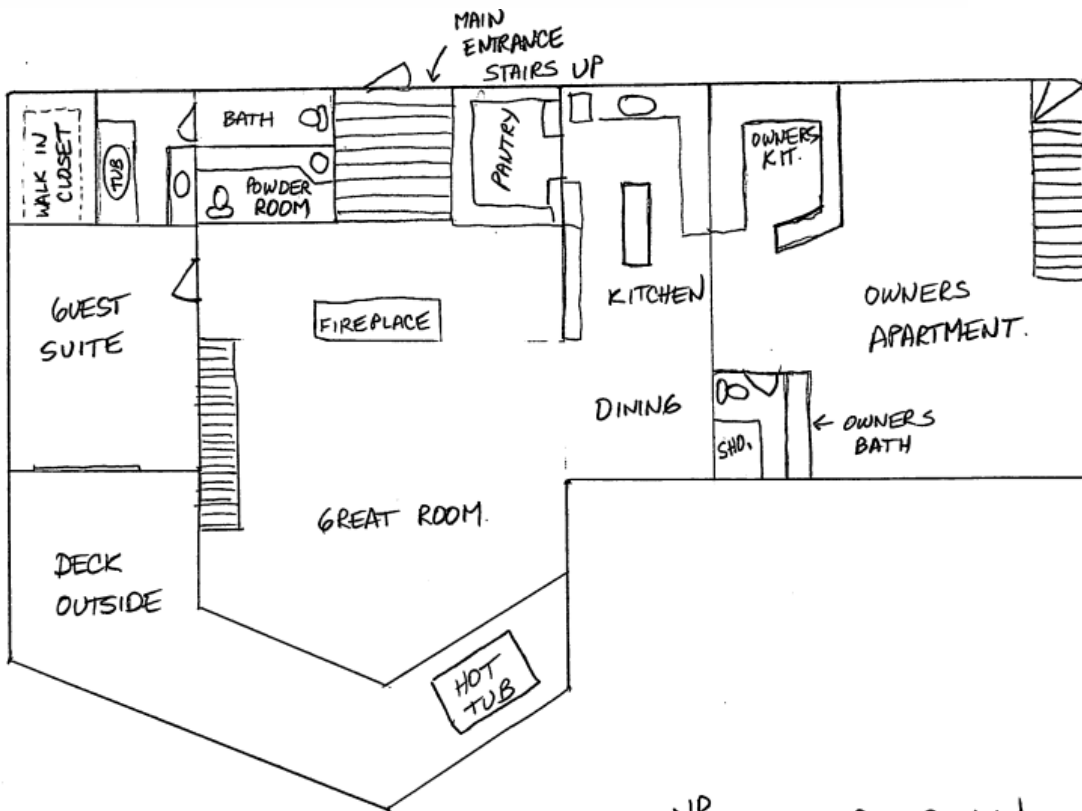 MAIN
ENTRANCE
STAIRS UP
WALK IN
CLOSET
TUB
BATH
POWDER
ROOM
PANTRY
OWNERS
KIT.
GUEST
SUITE
FIREPLACE
KITCHEN
OWNERS
APARTMENT.
DINING
SHO.
OWNERS
BATH
GREAT ROOM.
DECK
OUTSIDE
HOT
TUB